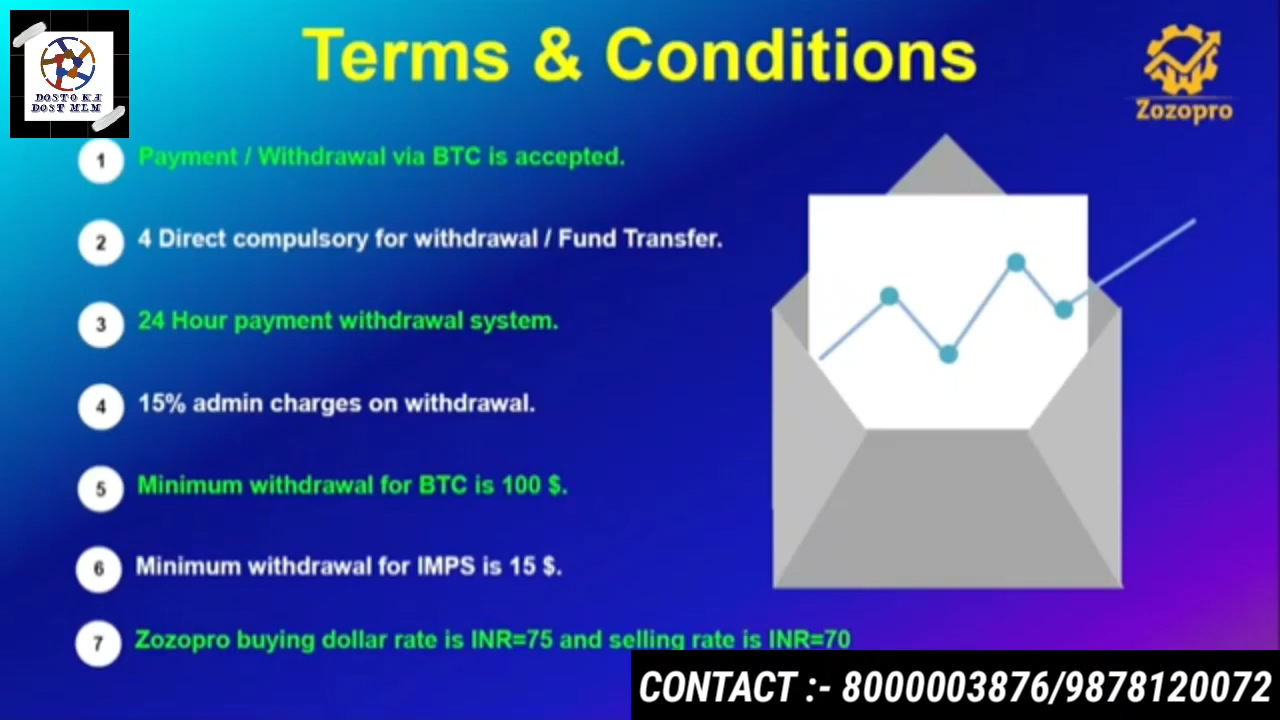 DOSTO KA
DOST MLM
Terms & Conditions
Zozopro
1 Payment / Withdrawal via BTC is accepted.
2 4 Direct compulsory for withdrawal / Fund Transfer.
3 24 Hour payment withdrawal system.
4 15% admin charges on withdrawal.
5 Minimum withdrawal for BTC is 100 $.
6 Minimum withdrawal for IMPS is 15 $.
7 Zozopro buying dollar rate is INR=75 and selling rate is INR=70
CONTACT :- 8000003876/9878120072